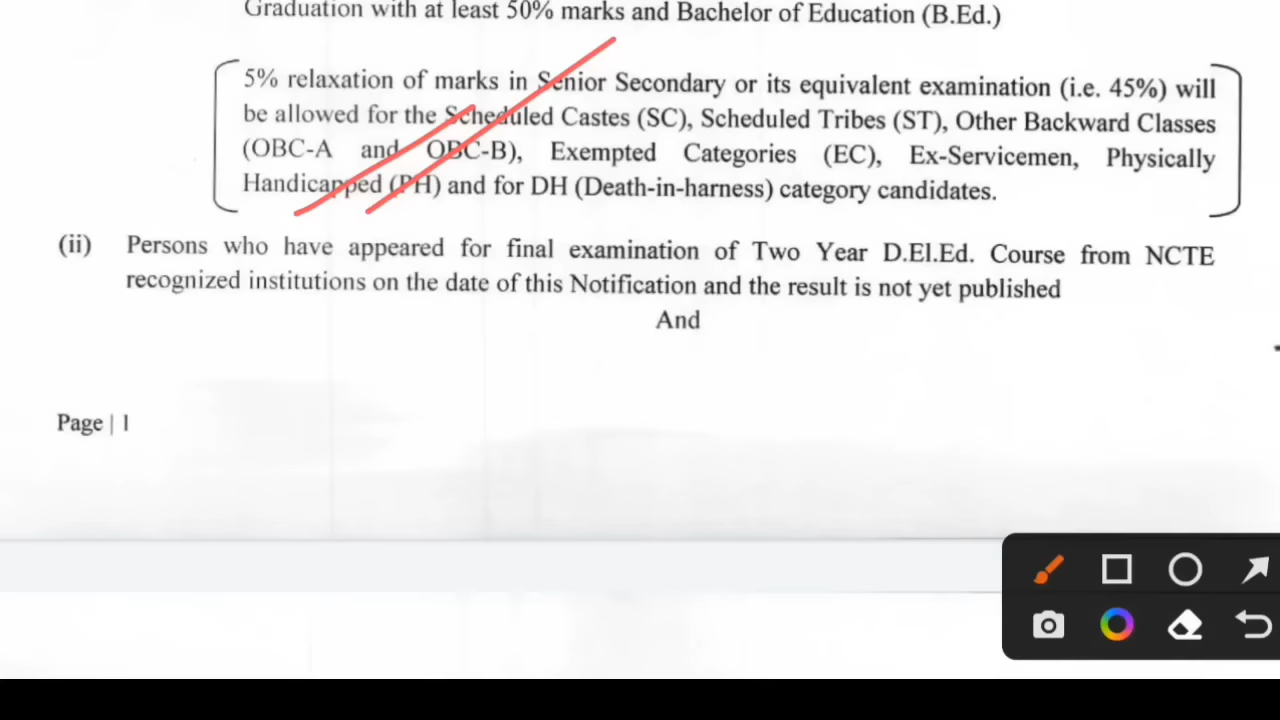 Graduation with at least 50% marks and Bachelor of Education (B.Ed.)
5% relaxation of marks in Senior Secondary or its equivalent examination (i.e. 45%) will
be allowed for the Scheduled Castes (SC), Scheduled Tribes (ST), Other Backward Classes
(OBC-A and OBC-B), Exempted Categories (EC), Ex-Servicemen, Physically
Handicapped (PH) and for DH (Death-in-harness) category candidates.
(ii) Persons who have appeared for final examination of Two Year D.El.Ed. Course from NCTE
recognized institutions on the date of this Notification and the result is not yet published
And
Page | 1